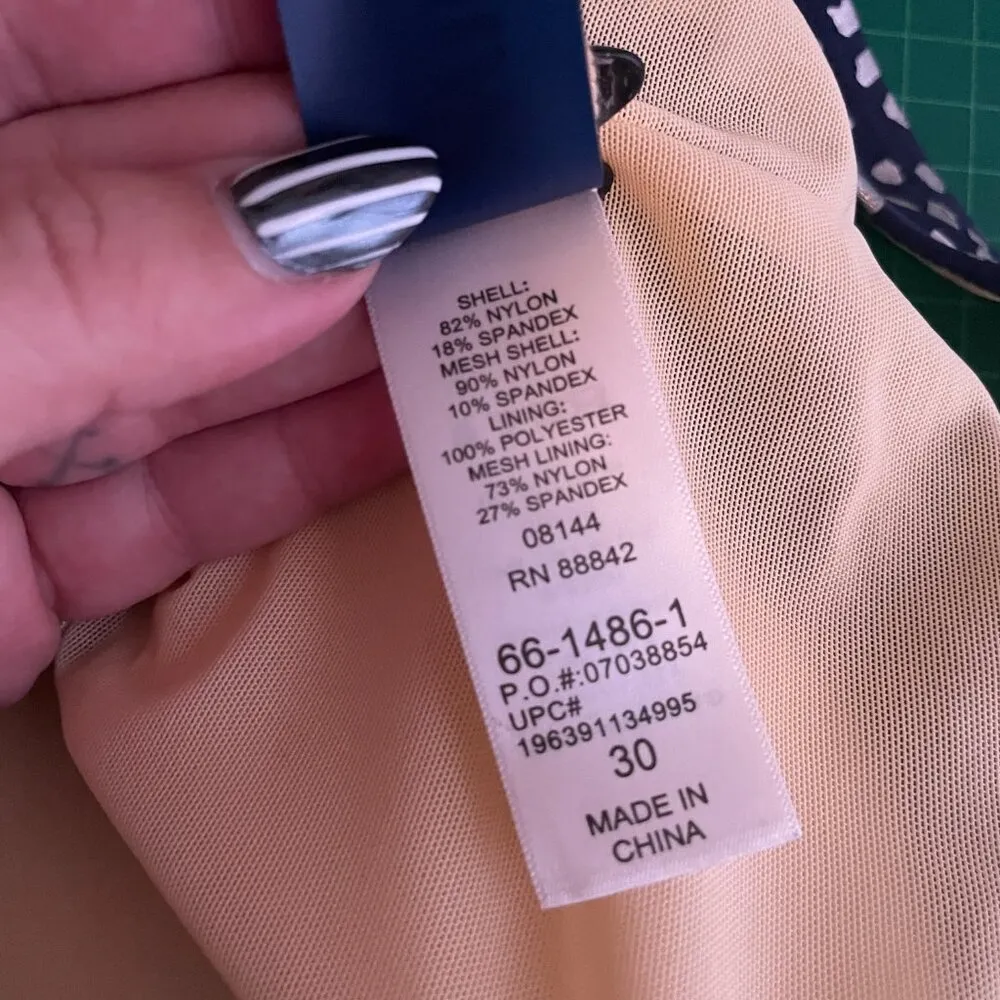 SHELL:
82% NYLON
18% SPANDEX
MESH SHELL:
90% NYLON
10% SPANDEX
LINING:
100% POLYESTER
MESH LINING:
73% NYLON
27% SPANDEX
08144
RN 88842
66-1486-1
P.O.#:07038854
UPC#
196391134995
30
MADE IN
CHINA